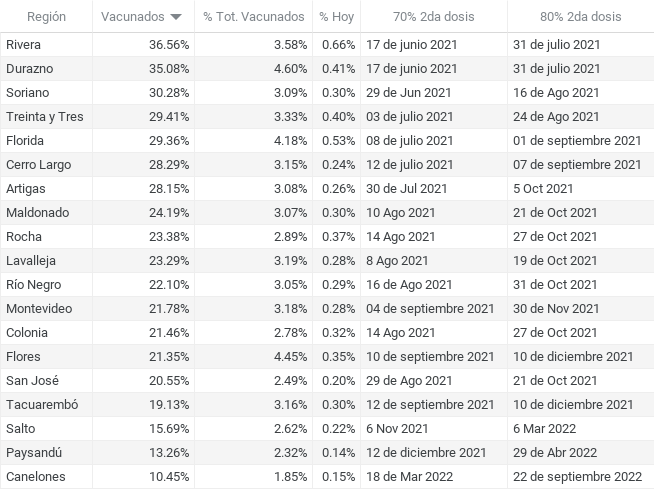 Región Vacunados % Tot. Vacunados % Hoy 70% 2da dosis 80% 2da dosis
Rivera 36.56% 3.58% 0.66% 17 de junio 2021 31 de julio 2021
Durazno 35.08% 4.60% 0.41% 17 de junio 2021 31 de julio 2021
Soriano 30.28% 3.09% 0.30% 29 de Jun 2021 16 de Ago 2021
Treinta y Tres 29.41% 3.33% 0.40% 03 de julio 2021 24 de Ago 2021
Florida 29.36% 4.18% 0.53% 08 de julio 2021 01 de septiembre 2021
Cerro Largo 28.29% 3.15% 0.24% 12 de julio 2021 07 de septiembre 2021
Artigas 28.15% 3.08% 0.26% 30 de Jul 2021 5 Oct 2021
Maldonado 24.19% 3.07% 0.30% 10 Ago 2021 21 de Oct 2021
Rocha 23.38% 2.89% 0.37% 14 Ago 2021 27 de Oct 2021
Lavalleja 23.29% 3.19% 0.28% 8 Ago 2021 19 de Oct 2021
Río Negro 22.10% 3.05% 0.29% 16 de Ago 2021 31 de Oct 2021
Montevideo 21.78% 3.18% 0.28% 04 de septiembre 2021 30 de Nov 2021
Colonia 21.46% 2.78% 0.32% 14 Ago 2021 27 de Oct 2021
Flores 21.35% 4.45% 0.35% 10 de septiembre 2021 10 de diciembre 2021
San José 20.55% 2.49% 0.20% 29 de Ago 2021 21 de Oct 2021
Tacuarembó 19.13% 3.16% 0.30% 12 de septiembre 2021 10 de diciembre 2021
Salto 15.69% 2.62% 0.22% 6 Nov 2021 6 Mar 2022
Paysandú 13.26% 2.32% 0.14% 12 de diciembre 2021 29 de Abr 2022
Canelones 10.45% 1.85% 0.15% 18 de Mar 2022 22 de septiembre 2022